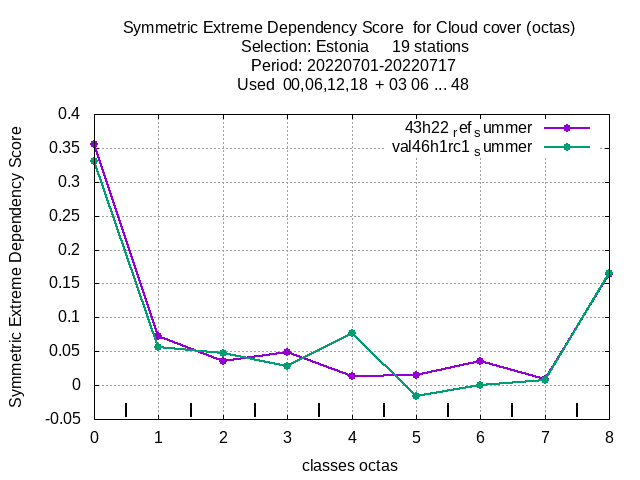 Symmetric Extreme Dependency Score  for Cloud cover (octas)
Selection: Estonia     19 stations
Period: 20220701-20220717
Used  00,06,12,18  + 03 06 ... 48
43h22 ref summer
val46h1rc1 summer
Symmetric Extreme Dependency Score
0.4
0.35
0.3
0.25
0.2
0.15
0.1
0.05
0
-0.05
0 1 2 3 4 5 6 7 8
classes octas